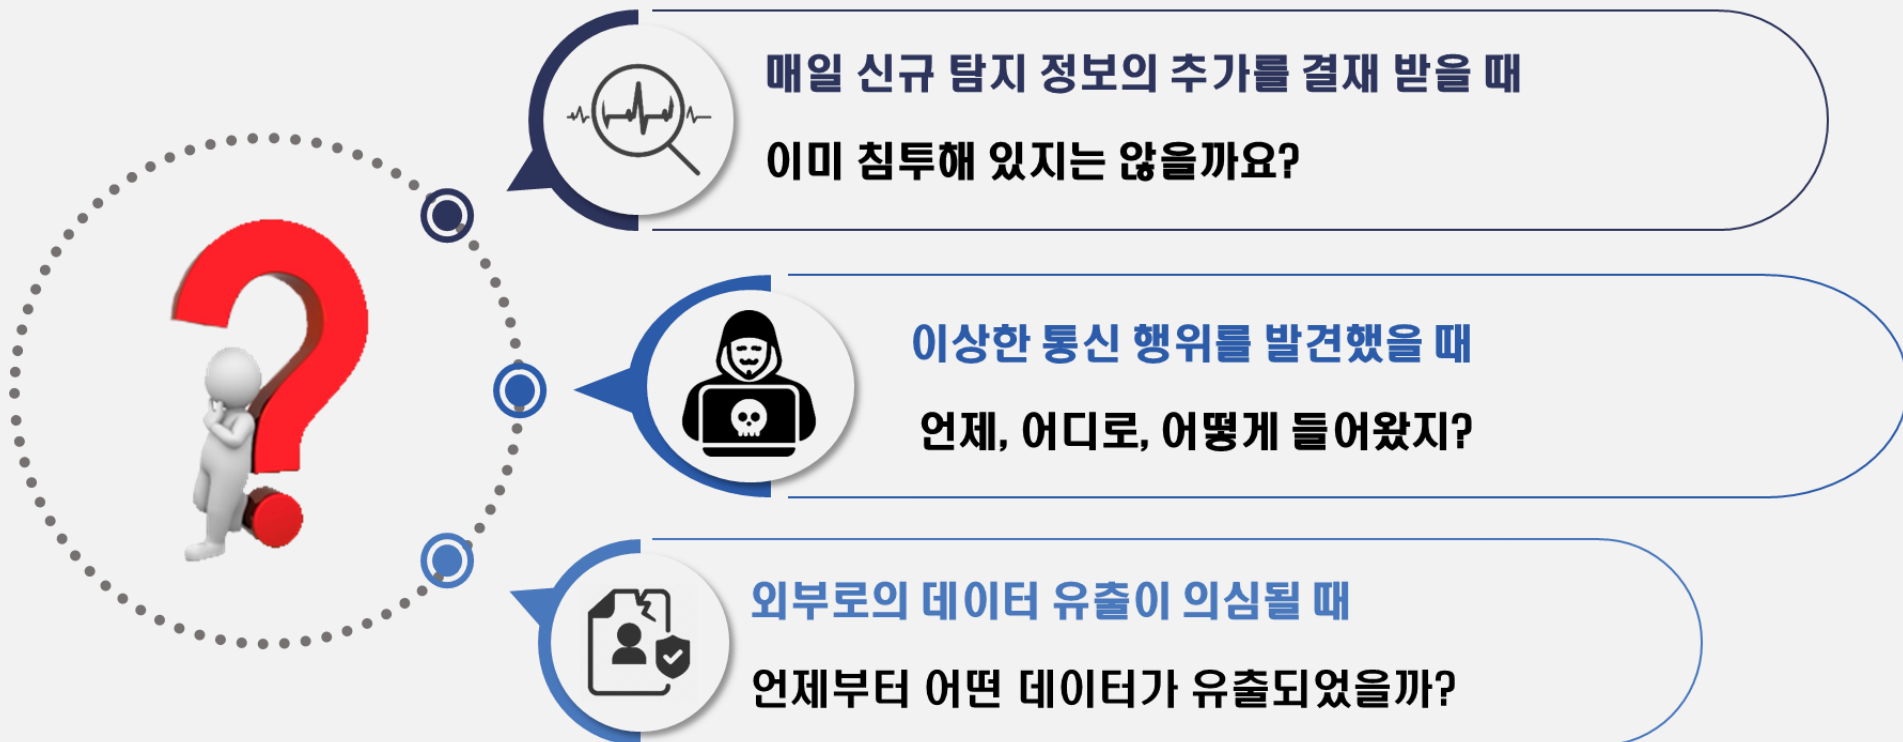 매일 신규 탐지 정보의 추가를 결재 받을 때
이미 침투해 있지는 않을까요?
이상한 통신 행위를 발견했을 때
언제, 어디로, 어떻게 들어왔지?
외부로의 데이터 유출이 의심될 때
언제부터 어떤 데이터가 유출되었을까?